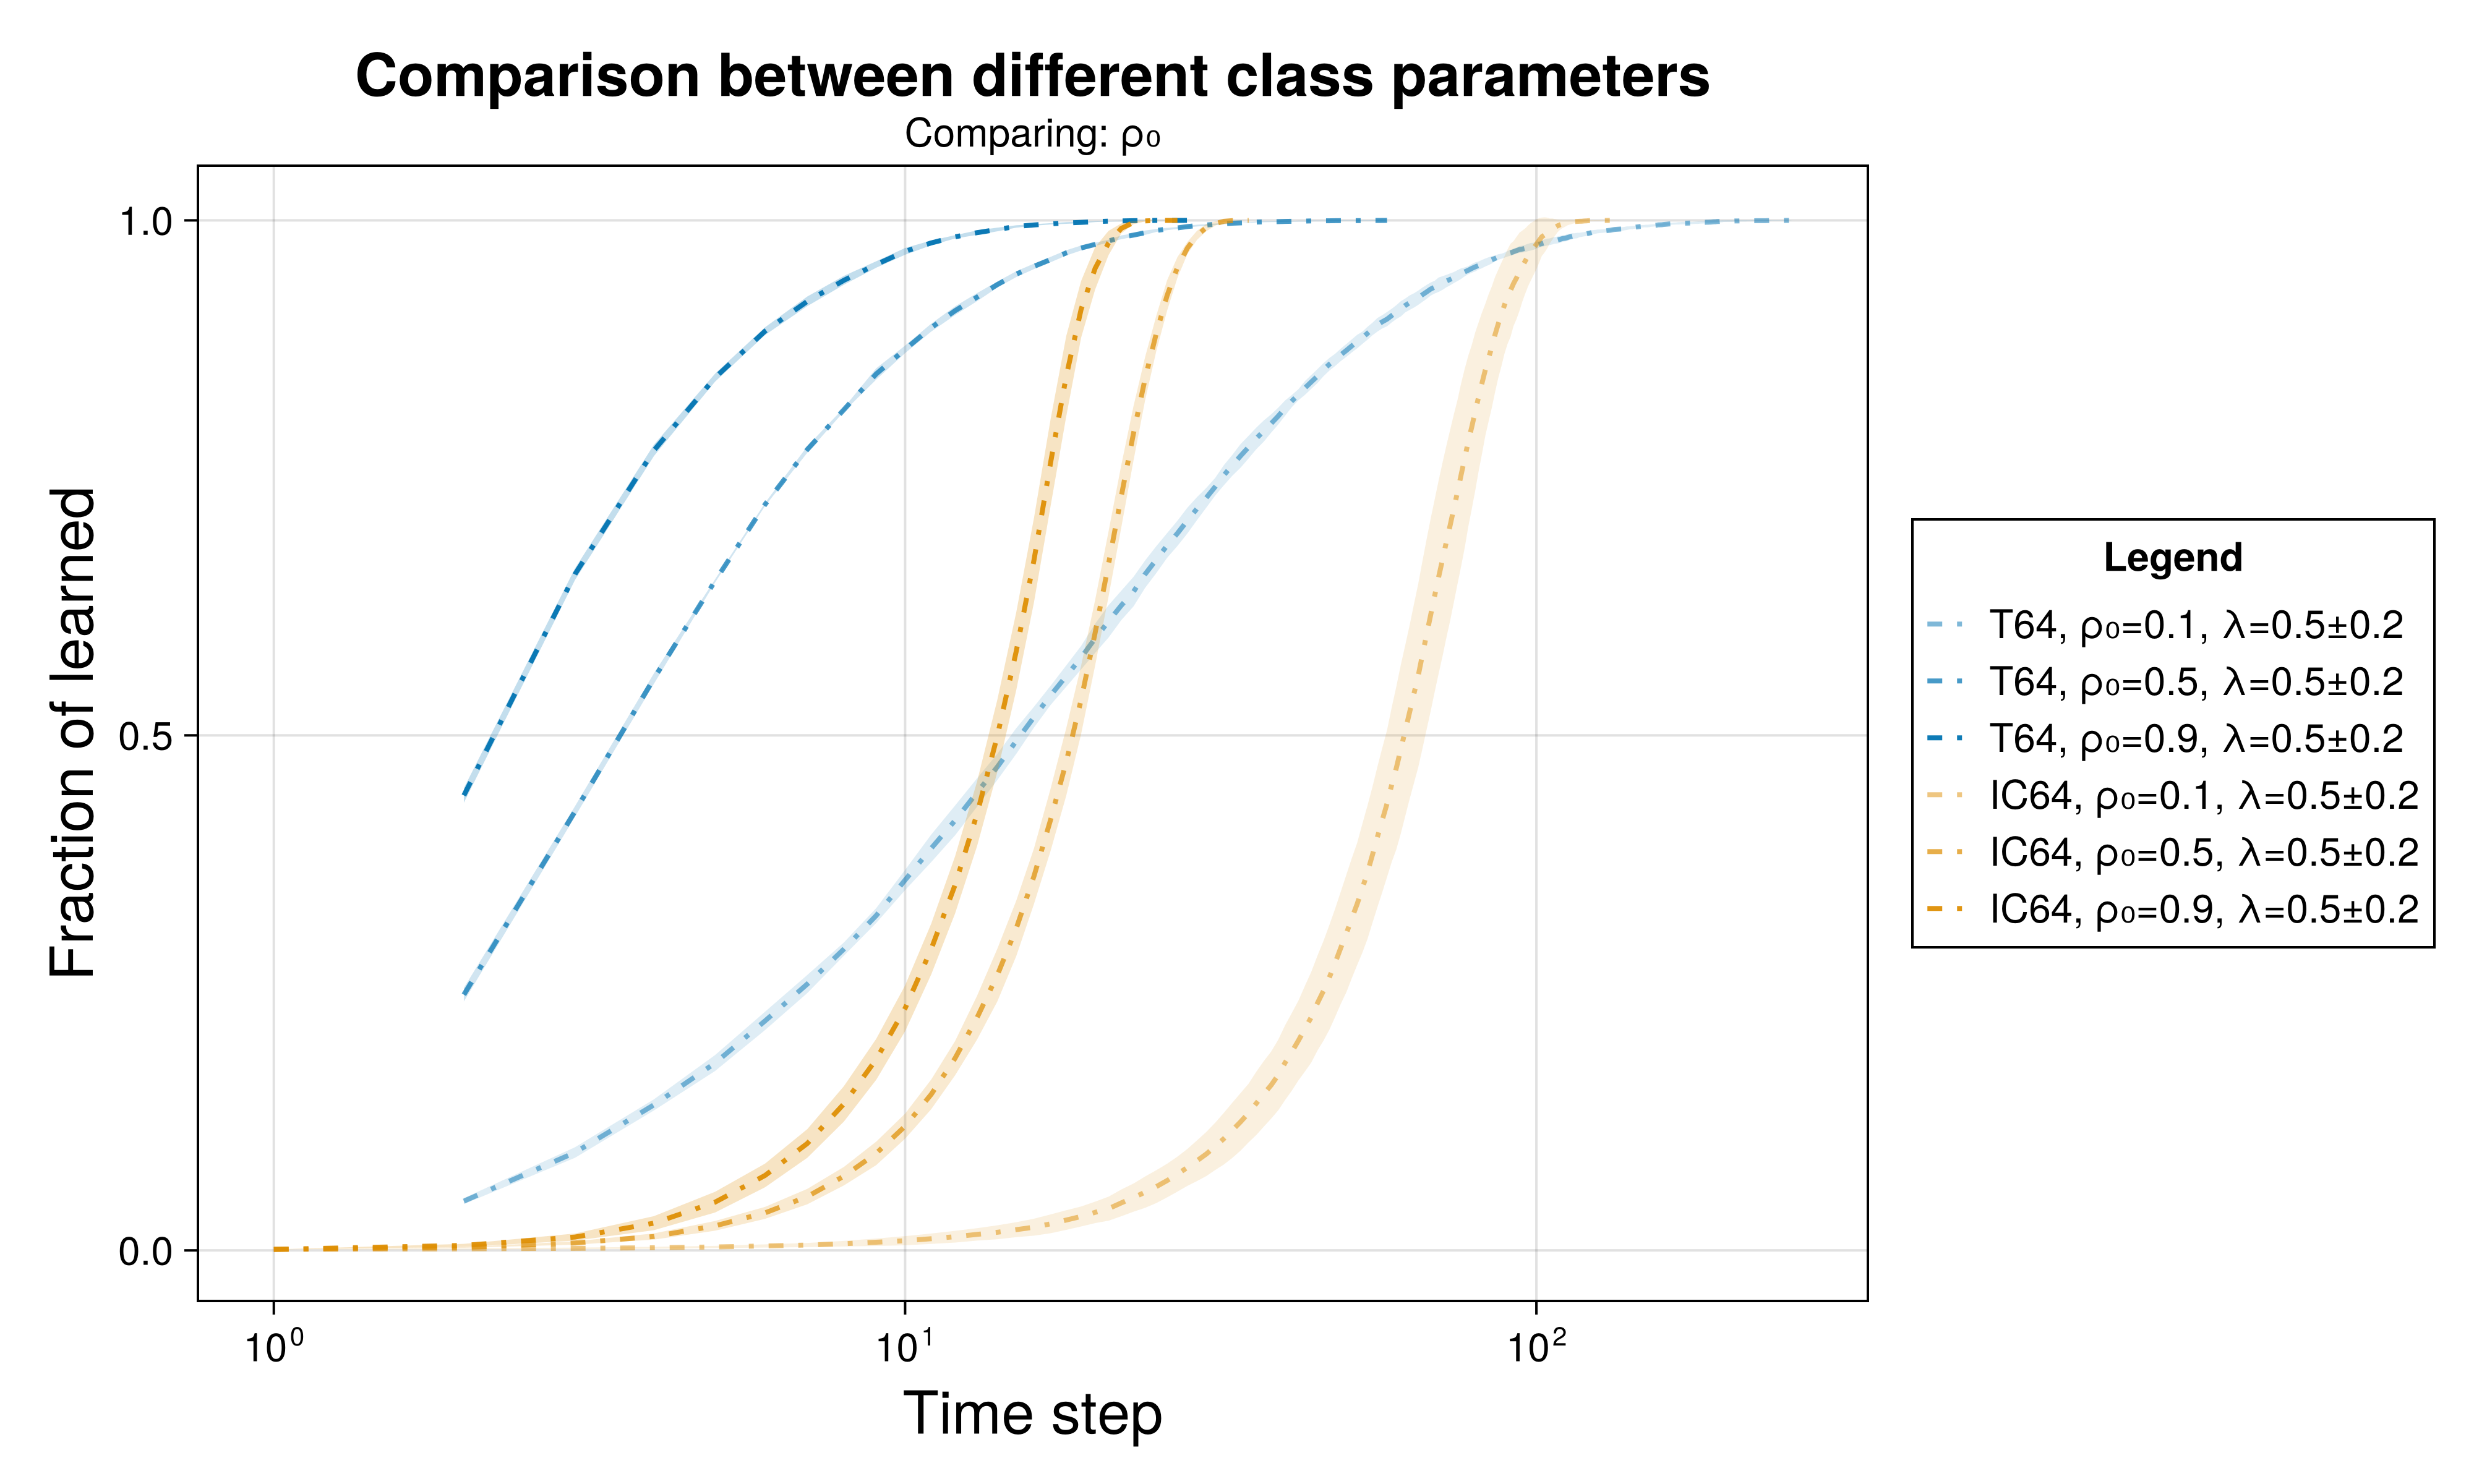 Comparison between different class parameters
Comparing: ρ₀
Fraction of learned
1.0
0.5
0.0
10⁰
10¹
10²
Time step
Legend
T64, ρ₀=0.1, λ=0.5±0.2
T64, ρ₀=0.5, λ=0.5±0.2
T64, ρ₀=0.9, λ=0.5±0.2
IC64, ρ₀=0.1, λ=0.5±0.2
IC64, ρ₀=0.5, λ=0.5±0.2
IC64, ρ₀=0.9, λ=0.5±0.2